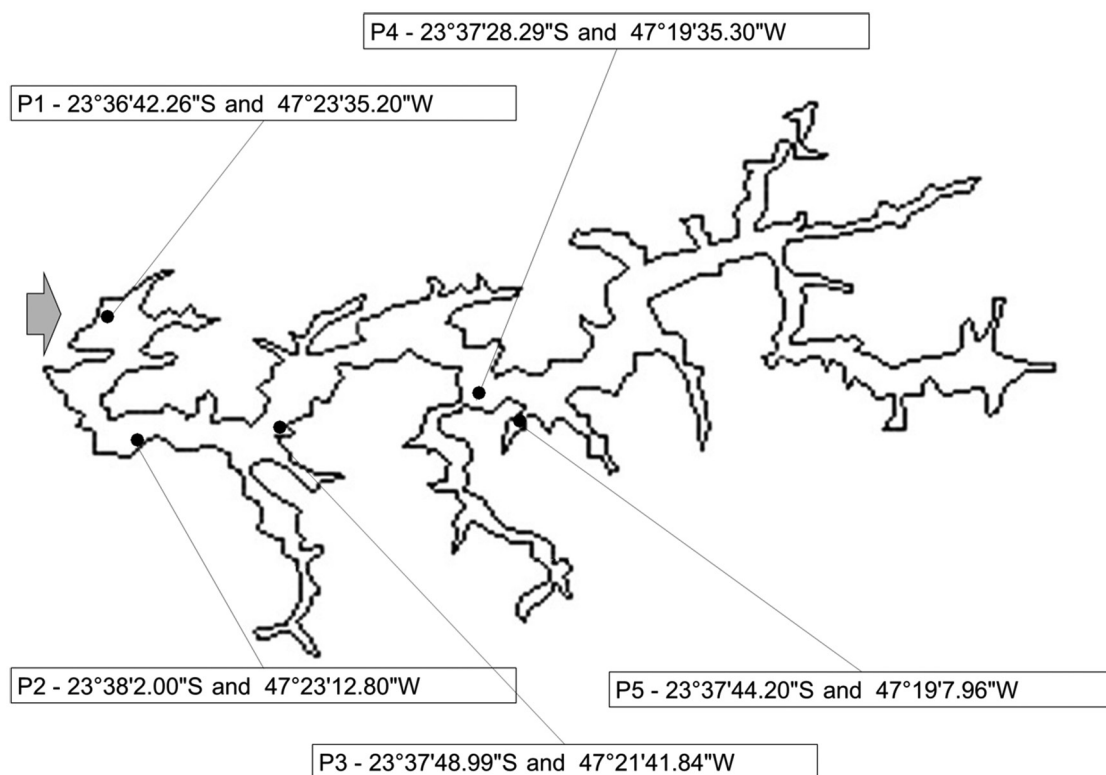 P4 - 23°37'28.29"S and 47°19'35.30"W
P1 - 23°36'42.26"S and 47°23'35.20"W
P2 - 23°38'2.00"S and 47°23'12.80"W
P5 - 23°37'44.20"S and 47°19'7.96"W
P3 - 23°37'48.99"S and 47°21'41.84"W